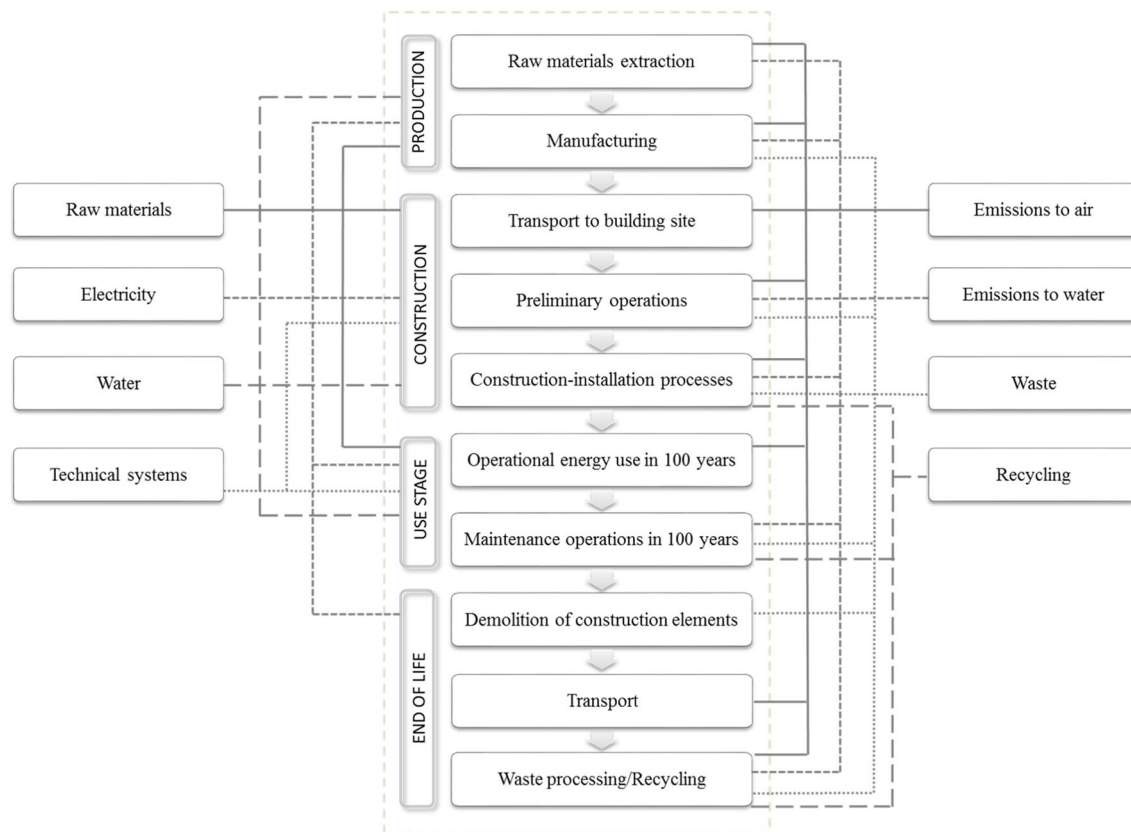 Raw materials
Electricity
Water
Technical systems
PRODUCTION
CONSTRUCTION
USE STAGE
END OF LIFE
Raw materials extraction
Manufacturing
Transport to building site
Preliminary operations
Construction-installation processes
Operational energy use in 100 years
Maintenance operations in 100 years
Demolition of construction elements
Transport
Waste processing/Recycling
Emissions to air
Emissions to water
Waste
Recycling